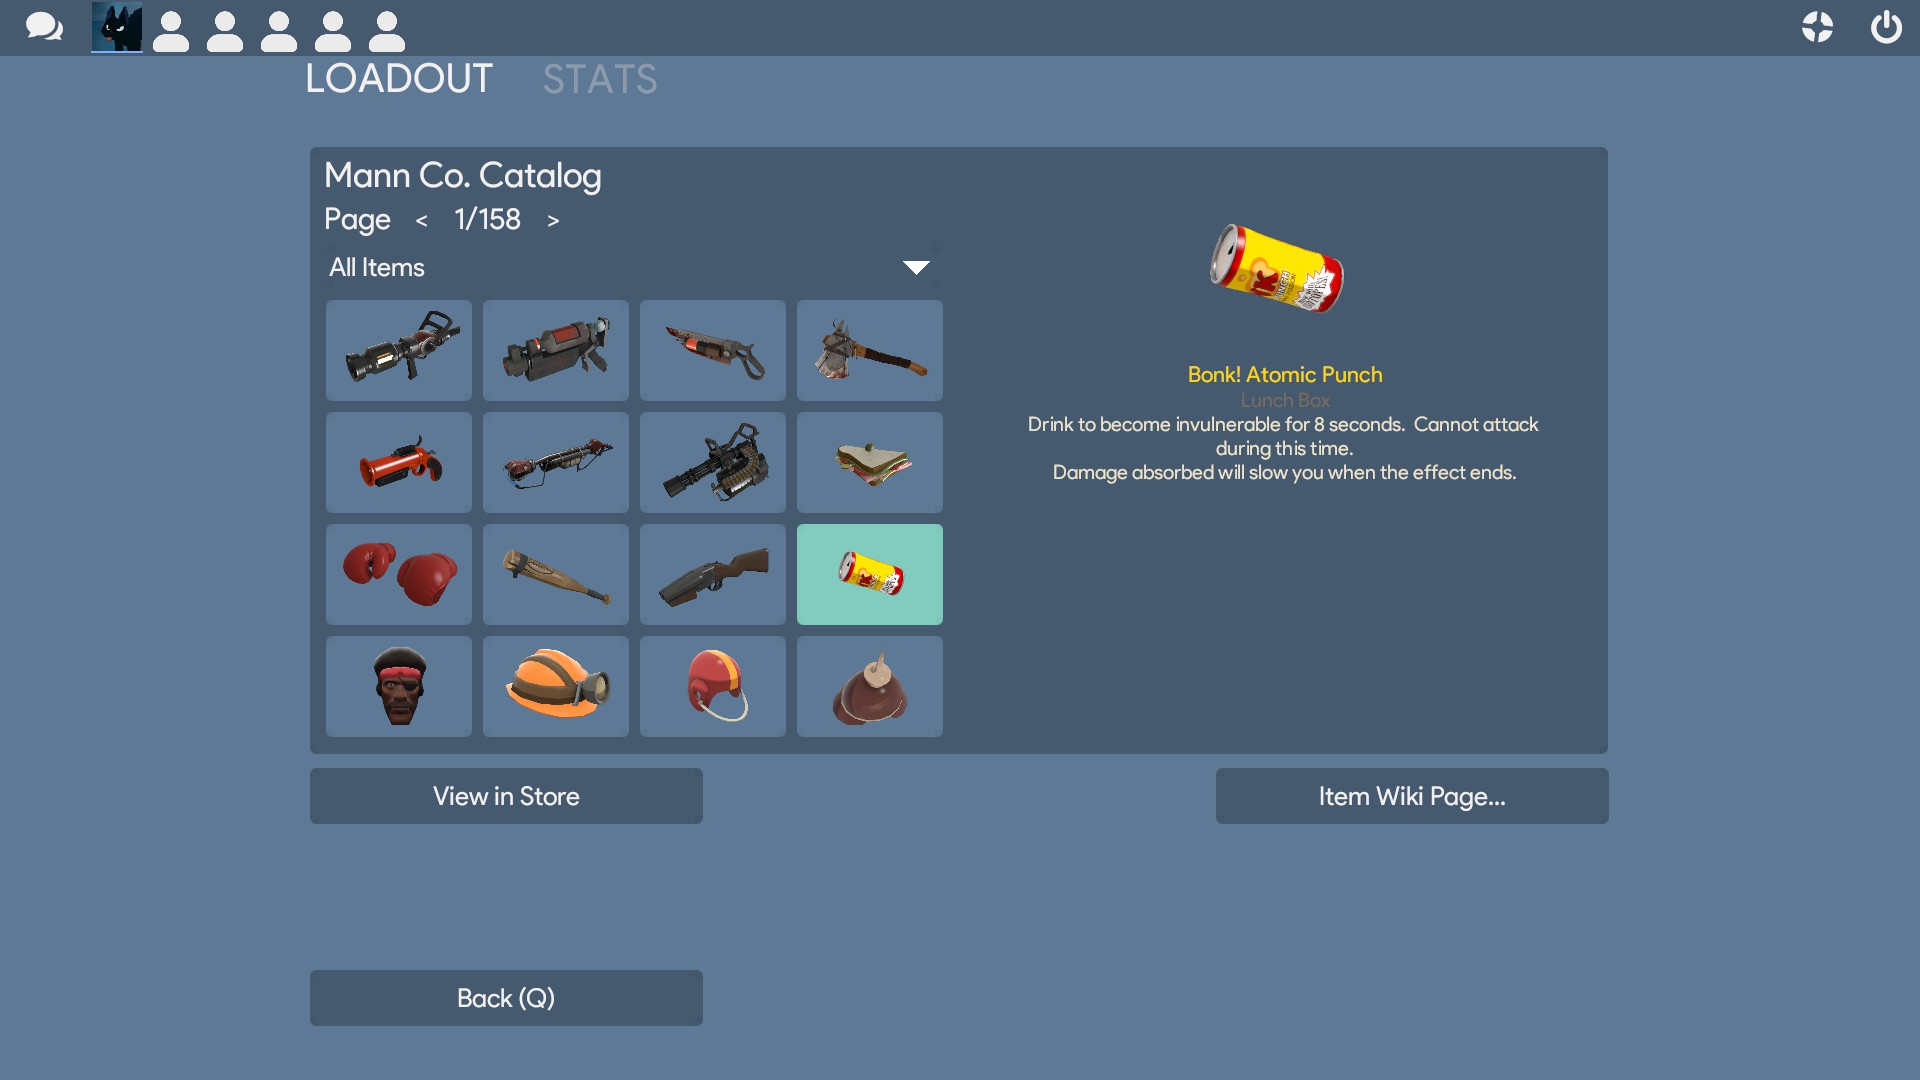 LOADOUT STATS
Mann Co. Catalog
Page < 1/158 >
All Items
Bonk! Atomic Punch
Lunch Box
Drink to become invulnerable for 8 seconds. Cannot attack
during this time.
Damage absorbed will slow you when the effect ends.
View in Store
Item Wiki Page...
Back (Q)